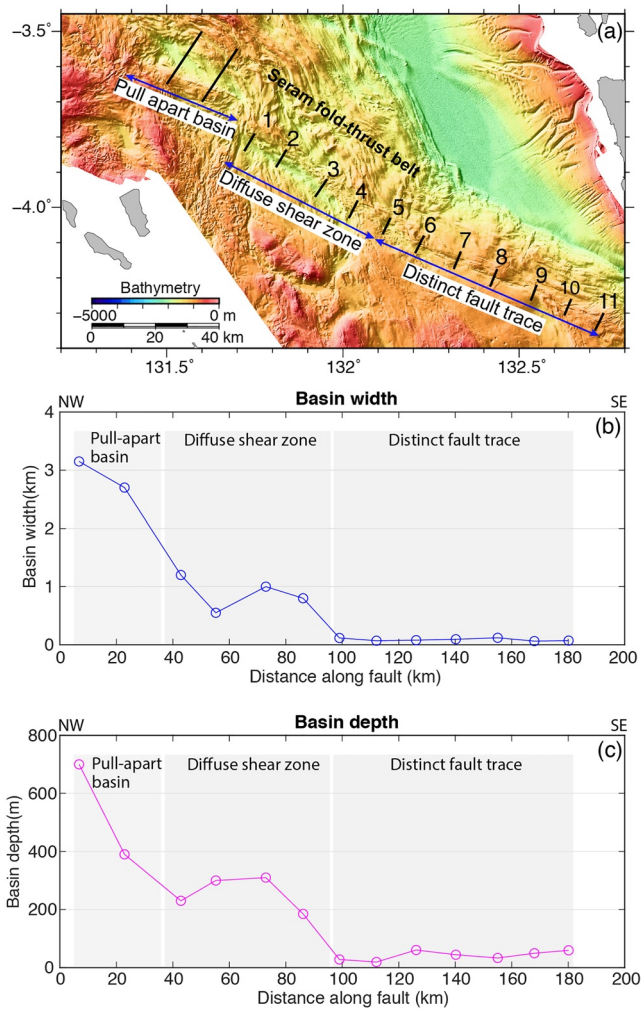 (a)
−3.5°
−4.0°
Pull apart basin
Seram fold-thrust belt
1
2
3
4
5
6
7
8
9
10
11
Diffuse shear zone
Distinct fault trace
Bathymetry
−5000 0 m
0 20 40 km
131.5° 132° 132.5°
NW Basin width SE
(b)
Pull-apart
basin
Diffuse shear zone
Distinct fault trace
Basin width(km)
4
3
2
1
0
0 20 40 60 80 100 120 140 160 180 200
Distance along fault (km)
NW Basin depth SE
(c)
Pull-apart
basin
Diffuse shear zone
Distinct fault trace
Basin depth(m)
800
600
400
200
0
0 20 40 60 80 100 120 140 160 180 200
Distance along fault (km)